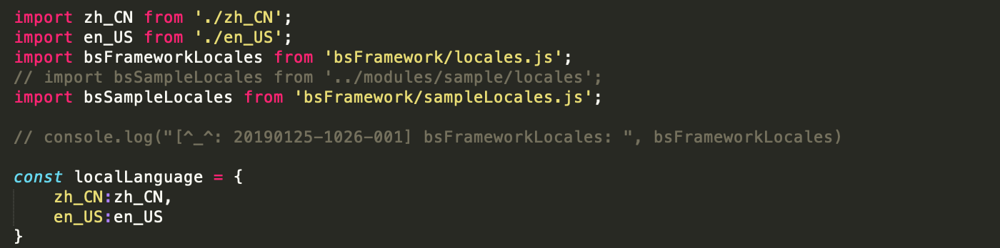 import zh_CN from './zh_CN';
import en_US from './en_US';
import bsFrameworkLocales from 'bsFramework/locales.js';
// import bsSampleLocales from '../modules/sample/locales';
import bsSampleLocales from 'bsFramework/sampleLocales.js';
// console.log("[^_^: 20190125-1026-001] bsFrameworkLocales: ", bsFrameworkLocales)
const localLanguage = {
    zh_CN:zh_CN,
    en_US:en_US
}